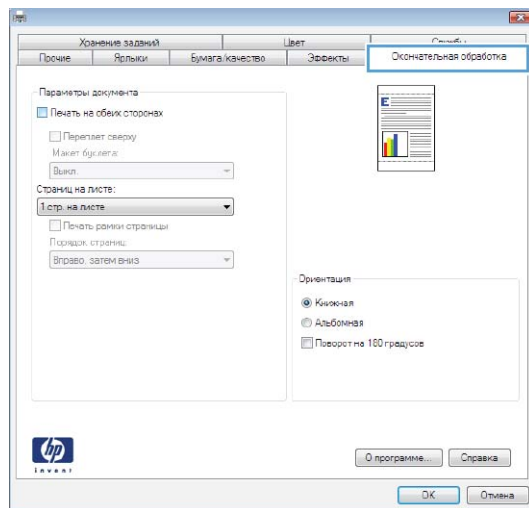 Хранение заданий
Цвет
Службы
Прочие
Ярлыки
Бумага/качество
Эффекты
Окончательная обработка
Параметры документа
Печать на обеих сторонах
Переплет сверху
Макет буклета:
Выкл.
Страниц на листе:
1 стр. на листе
Печать рамки страницы
Порядок страниц:
Вправо, затем вниз
E
Ориентация
Книжная
Альбомная
Поворот на 180 градусов
hp
invent
О программе...
Справка
OK
Отмена